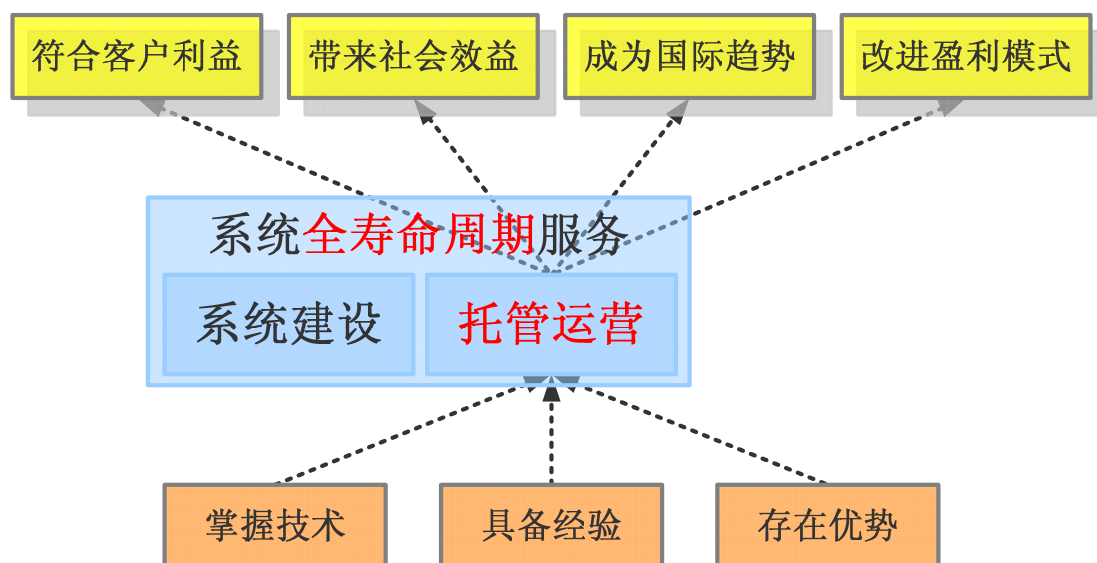 符合客户利益
带来社会效益
成为国际趋势
改进盈利模式
系统全寿命周期服务
系统建设
托管运营
掌握技术
具备经验
存在优势